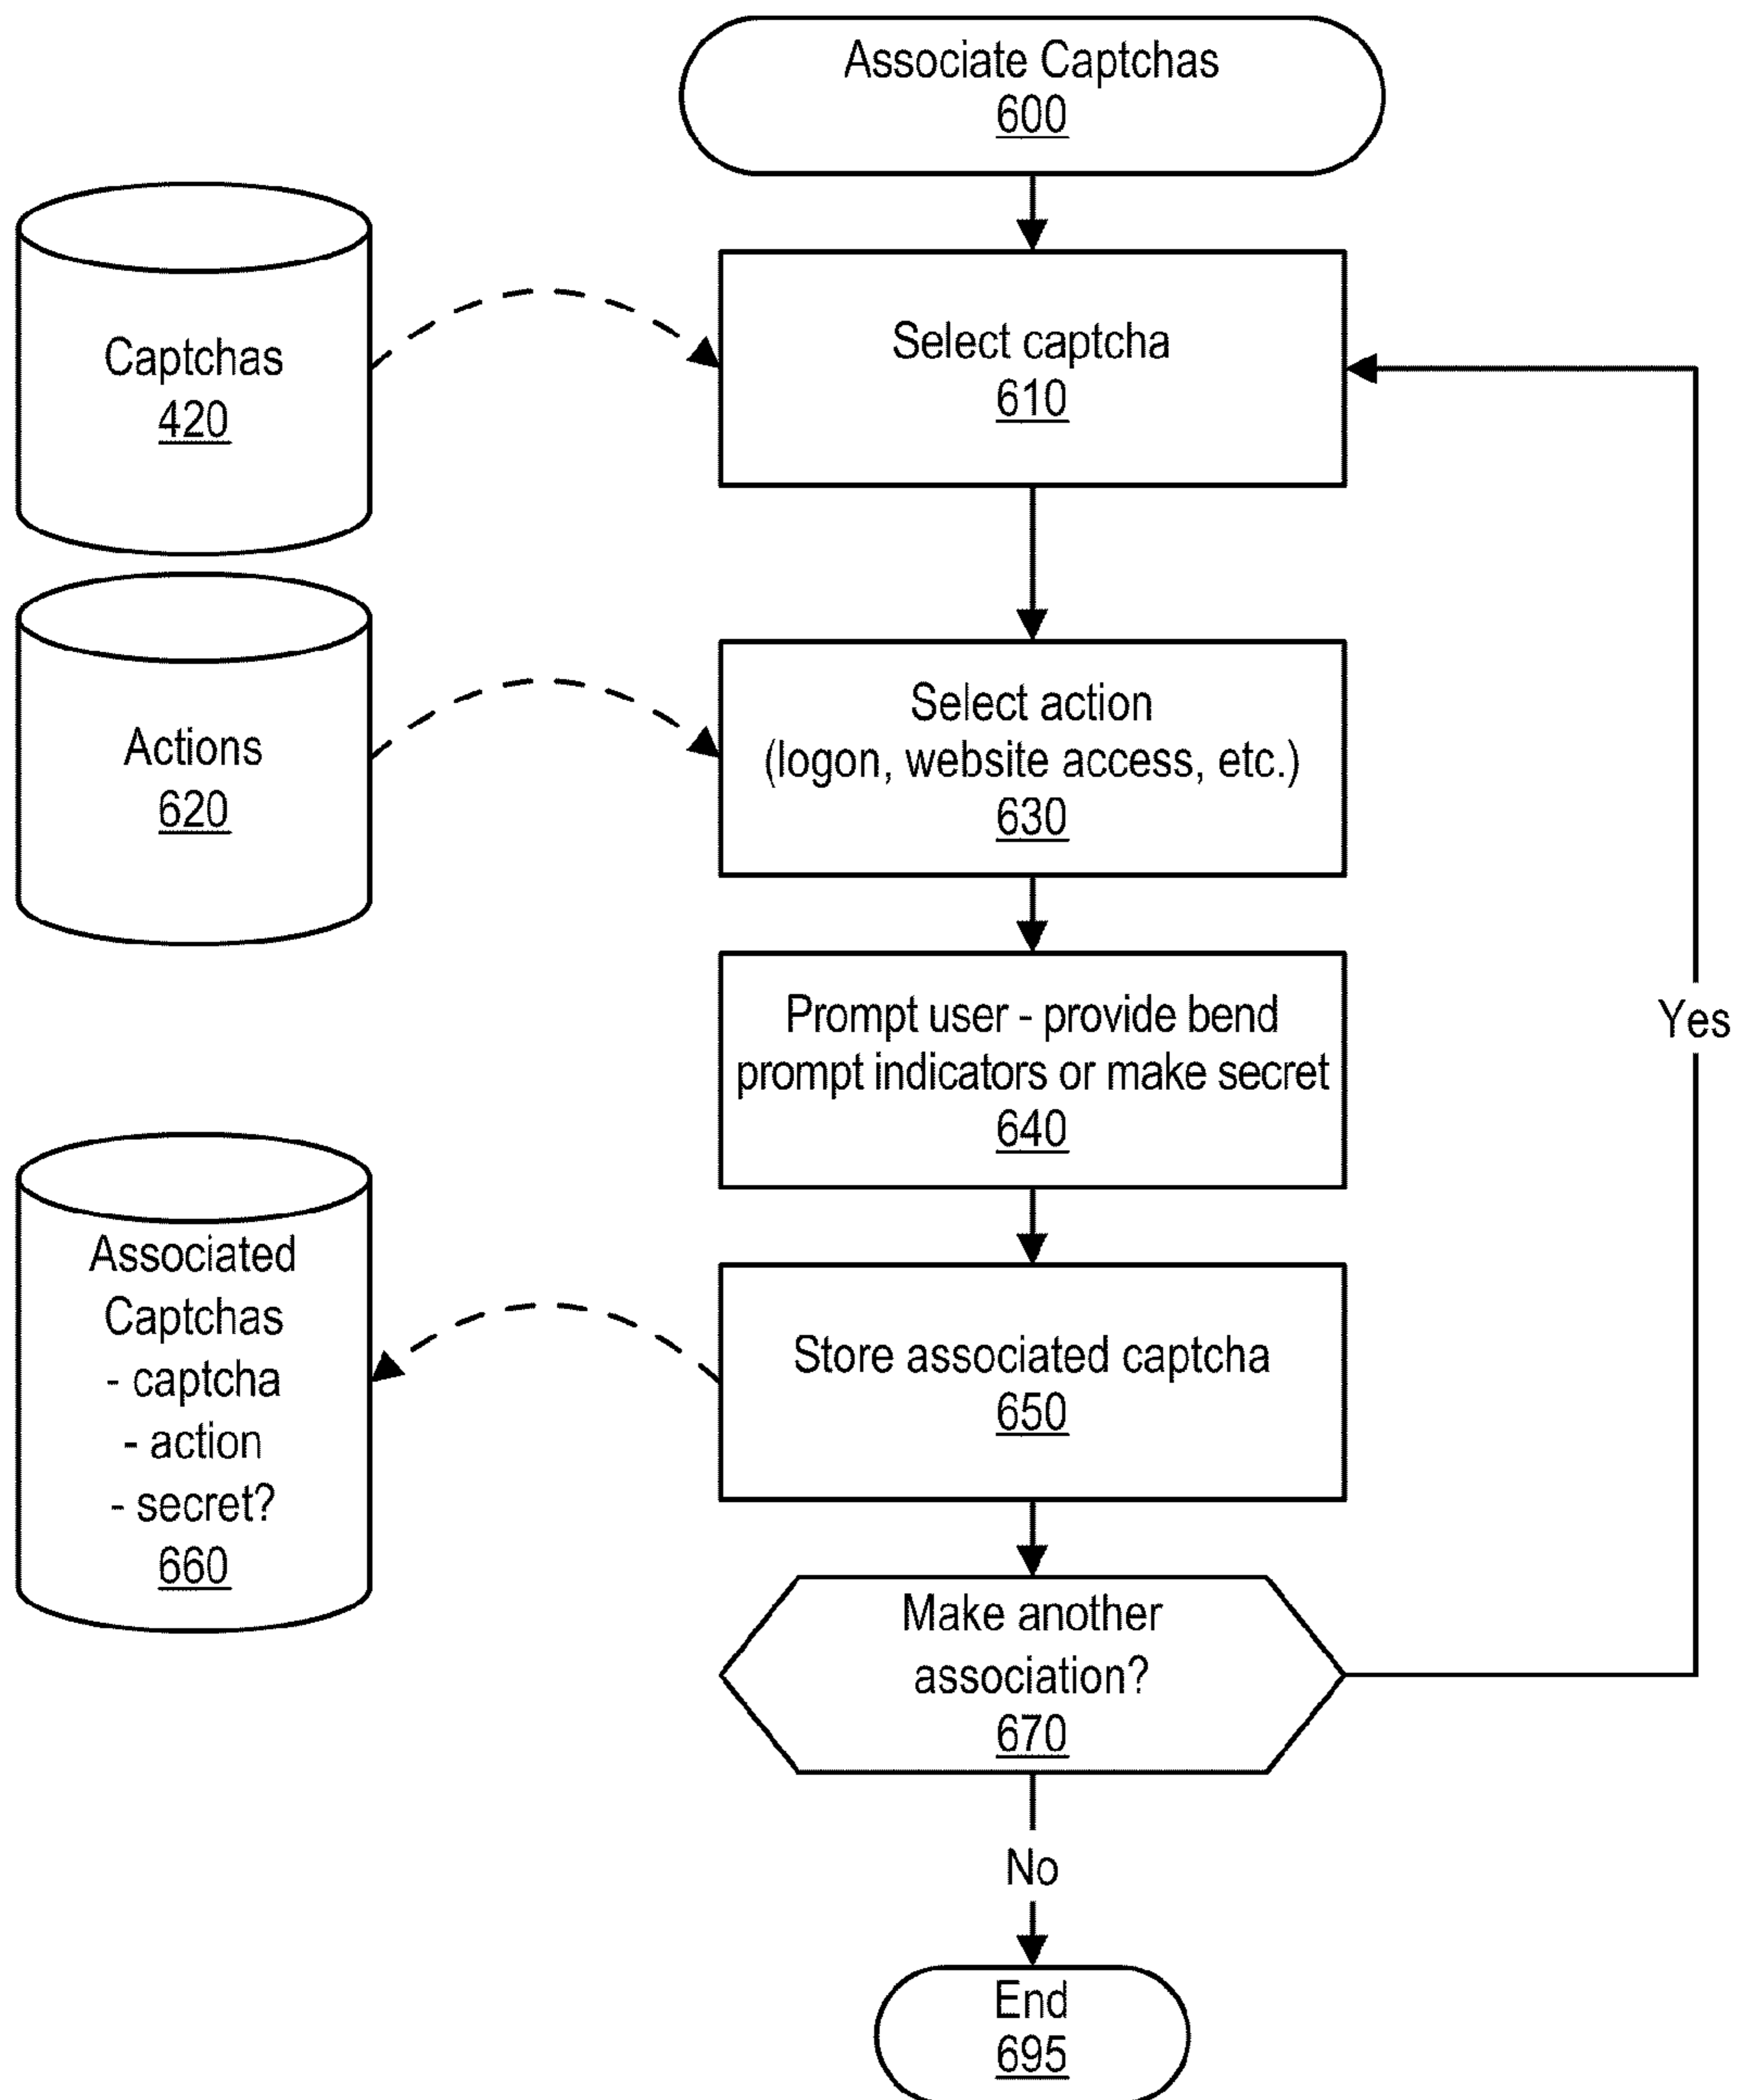 Associate Captchas
600
Captchas
420
Select captcha
610
Actions
620
Select action
(logon, website access, etc.)
630
Prompt user - provide bend
prompt indicators or make secret
640
Yes
Associated
Captchas
- captcha
- action
- secret?
660
Store associated captcha
650
Make another
association?
670
No
End
695